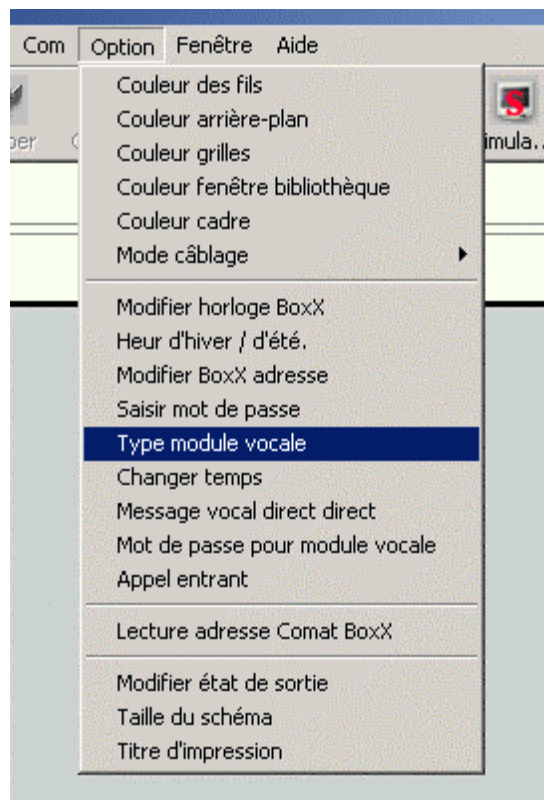 Com Option Fenêtre Aide
Couleur des fils
Couleur arrière-plan
Couleur grilles
Couleur fenêtre bibliothèque
Couleur cadre
Mode câblage
Modifier horloge BoxX
Heur d'hiver / d'été.
Modifier BoxX adresse
Saisir mot de passe
Type module vocale
Changer temps
Message vocal direct direct
Mot de passe pour module vocale
Appel entrant
Lecture adresse Comat BoxX
Modifier état de sortie
Taille du schéma
Titre d'impression
S
imula..